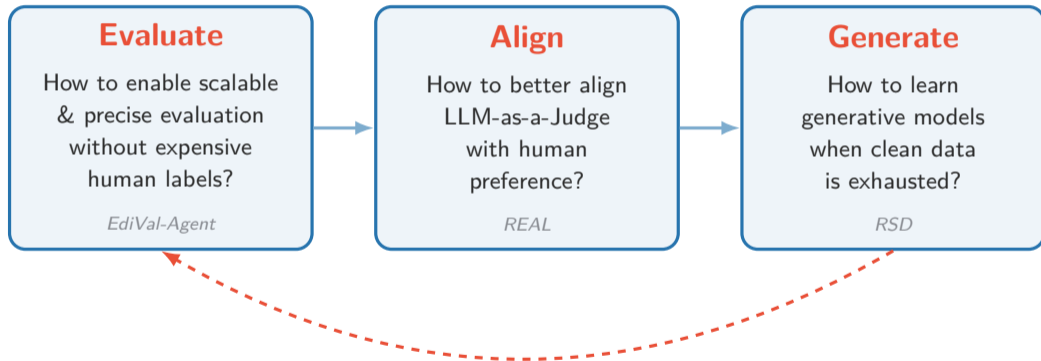 Evaluate
How to enable scalable
& precise evaluation
without expensive
human labels?
EdiVal-Agent
Align
How to better align
LLM-as-a-Judge
with human
preference?
REAL
Generate
How to learn
generative models
when clean data
is exhausted?
RSD